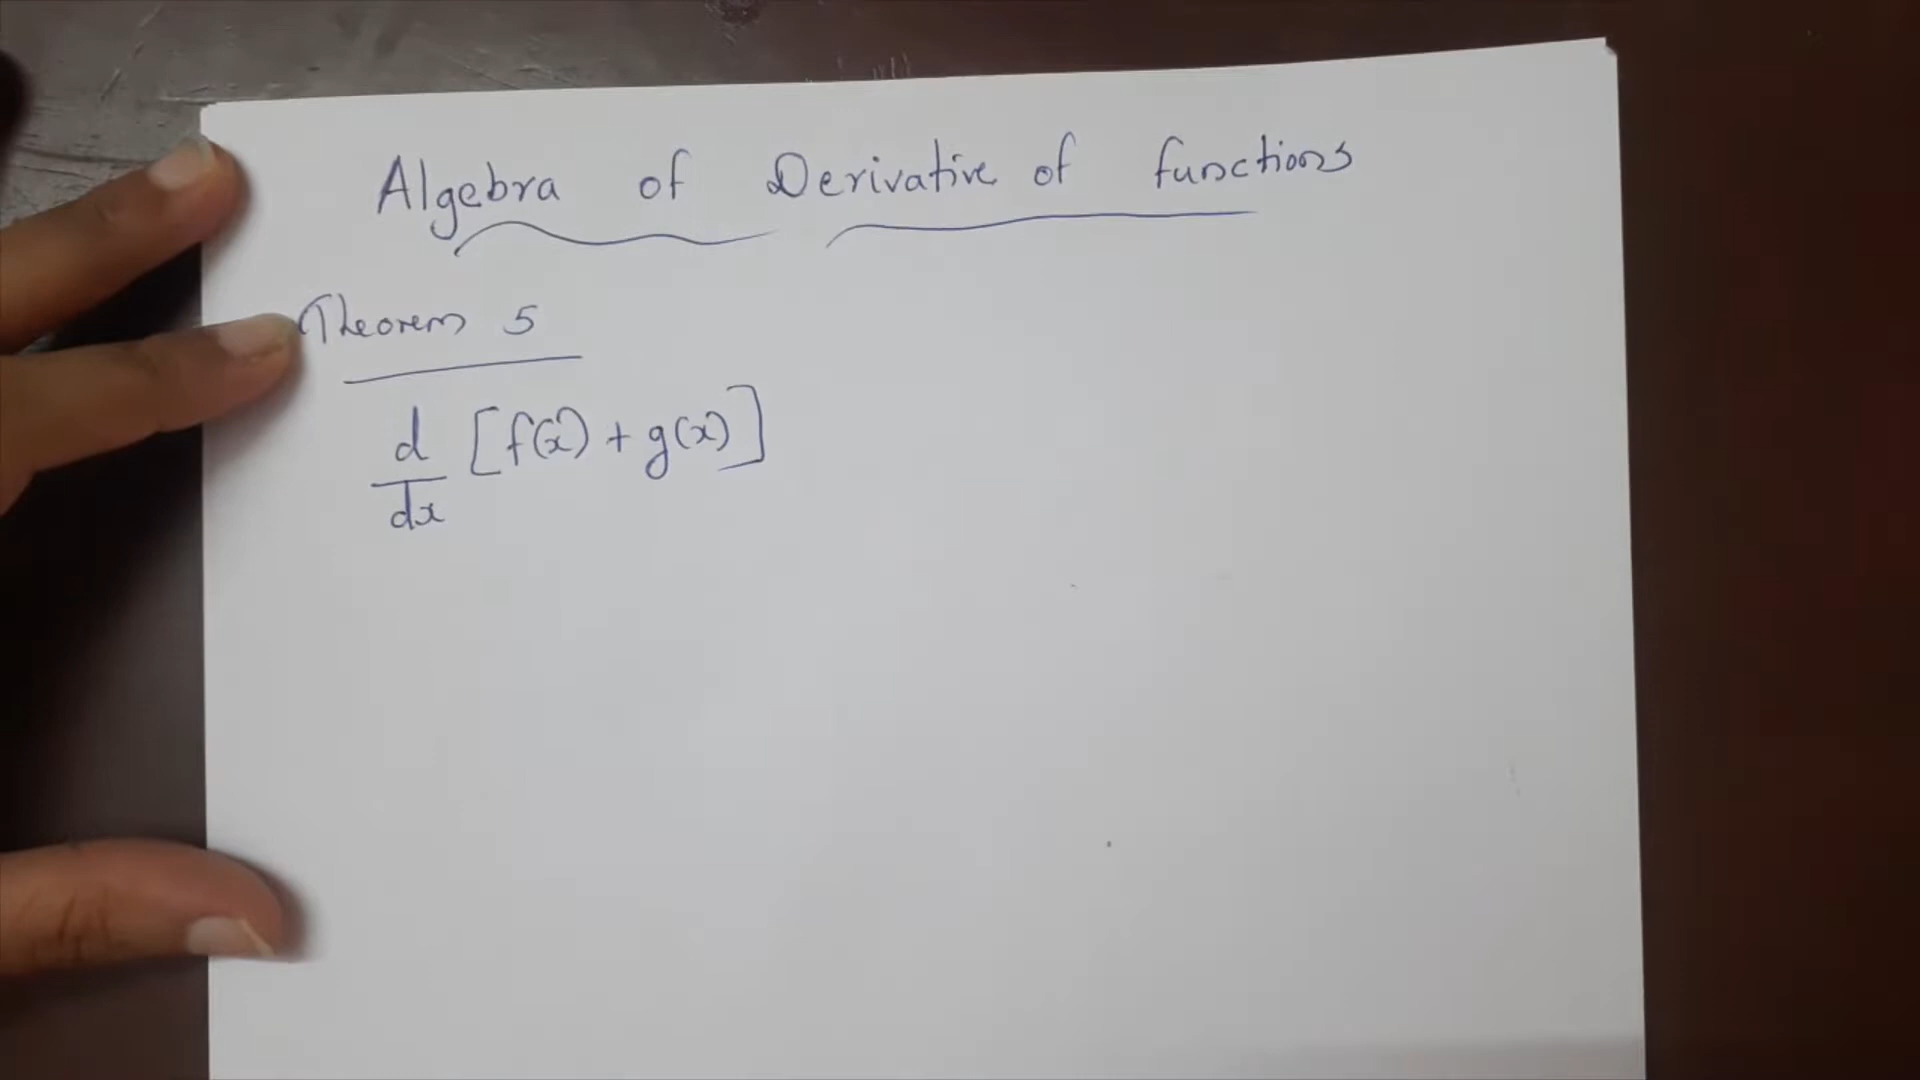 Algebra of Derivative of functions
Theorem 5
d/dx [f(x) + g(x)]